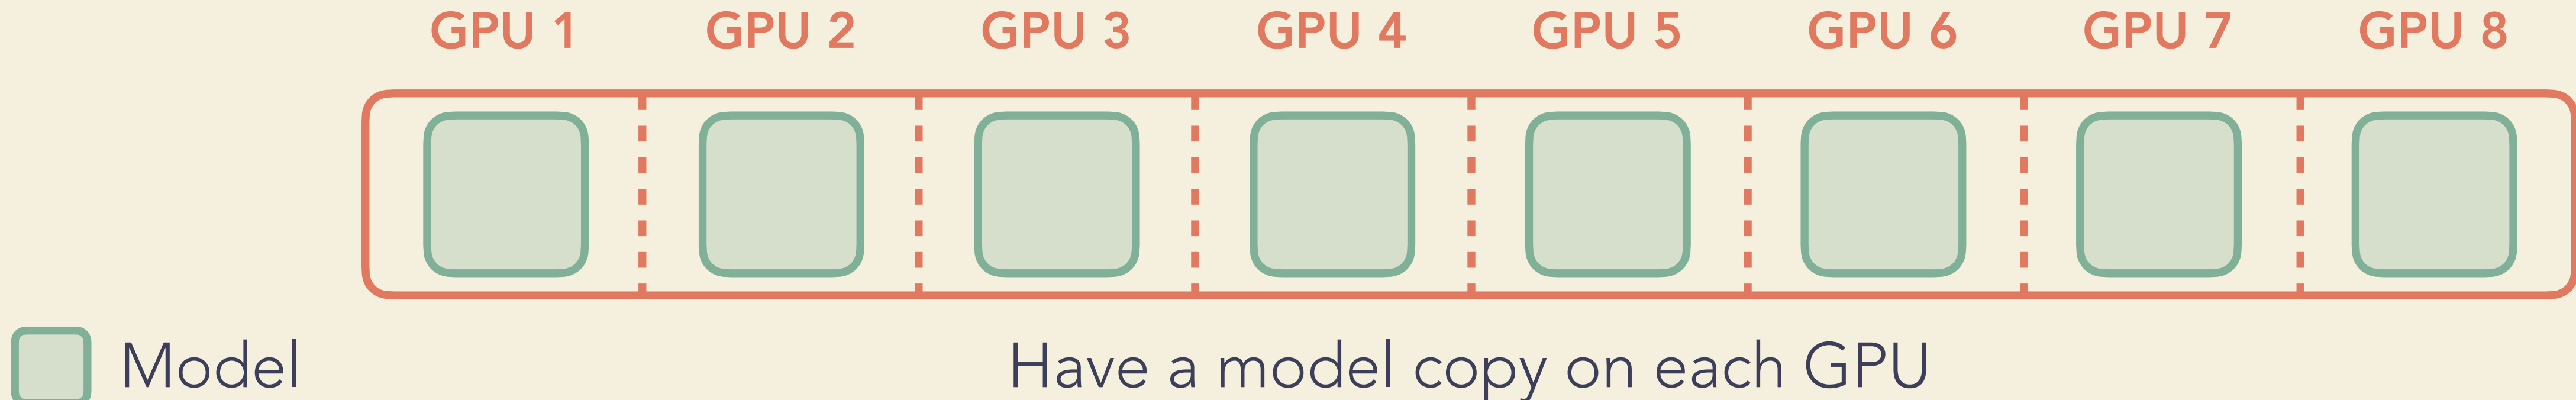 GPU 1 GPU 2 GPU 3 GPU 4 GPU 5 GPU 6 GPU 7 GPU 8
Model
Have a model copy on each GPU